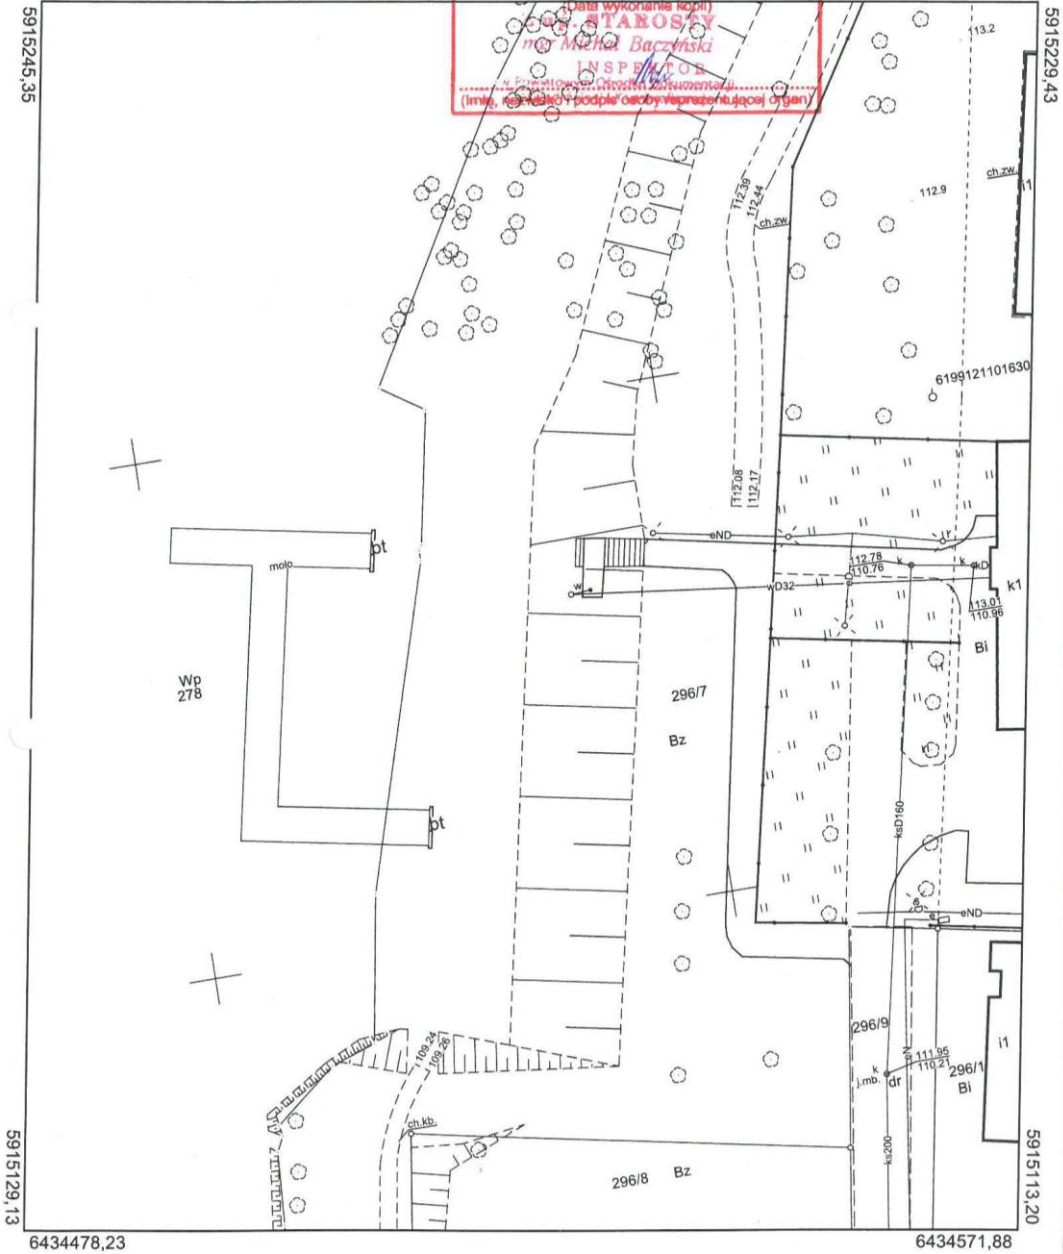 5915245,35
5915229,43
(Data wykonania kopii)
STAROSTY
mgr Michał Baczyński
INSPEKTOR
(Imię, nazwisko i podpis osoby reprezentującej organ)
113.2
ch.zw.
i1
112.9
112.39
112.44
ch.zw.
6199121101630
112.08
112.17
eND
r
pt
molo
112.78
110.76
k
k
kD
w
wD32
k1
113.01
110.96
Bi
Wp
278
296/7
Bz
rl
ksD160
pt
e
eND
e
296/9
i1
109.24
109.26
111.95
110.21
k
j.mb.
dr
296/1
Bi
ch.kb.
ks200
296/8
Bz
5915129,13
5915113,20
6434478,23
6434571,88